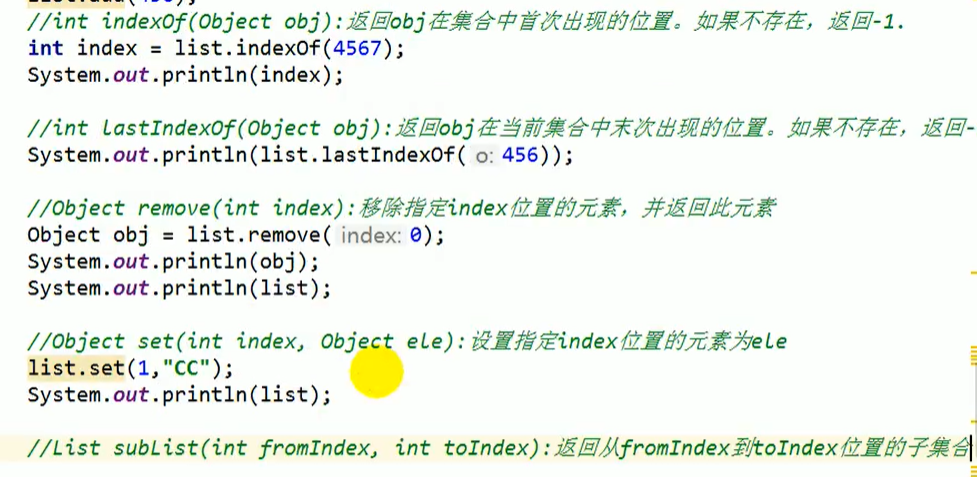 //int indexOf(Object obj):返回obj在集合中首次出现的位置。如果不存在，返回-1.
int index = list.indexOf(4567);
System.out.println(index);
//int lastIndexOf(Object obj):返回obj在当前集合中末次出现的位置。如果不存在，返回-
System.out.println(list.lastIndexOf( o: 456));
//Object remove(int index):移除指定index位置的元素，并返回此元素
Object obj = list.remove( index: 0);
System.out.println(obj);
System.out.println(list);
//Object set(int index, Object ele):设置指定index位置的元素为ele
list.set(1,"CC");
System.out.println(list);
//List subList(int fromIndex, int toIndex):返回从fromIndex到toIndex位置的子集合